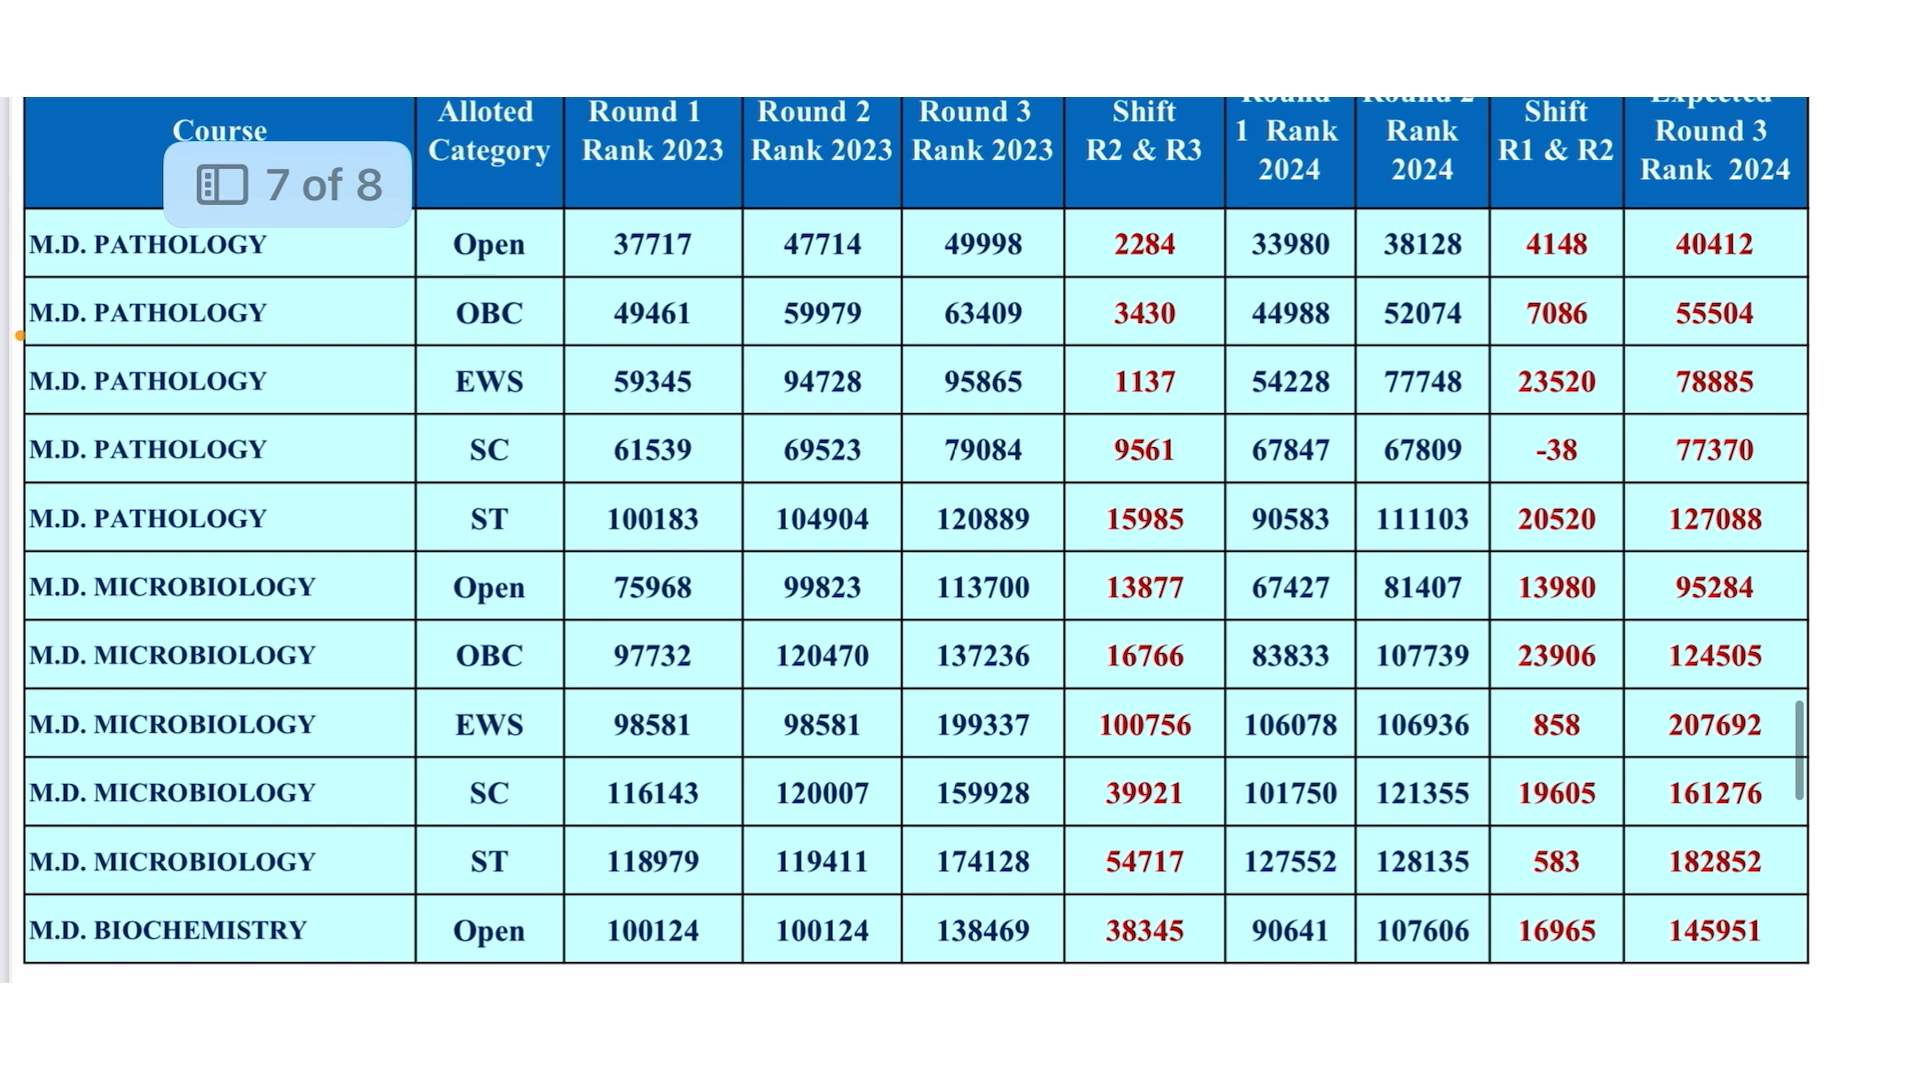 Course Alloted Category Round 1 Rank 2023 Round 2 Rank 2023 Round 3 Rank 2023 Shift R2 & R3 Round 1 Rank 2024 Round 2 Rank 2024 Shift R1 & R2 Expected Round 3 Rank 2024
7 of 8
M.D. PATHOLOGY Open 37717 47714 49998 2284 33980 38128 4148 40412
M.D. PATHOLOGY OBC 49461 59979 63409 3430 44988 52074 7086 55504
M.D. PATHOLOGY EWS 59345 94728 95865 1137 54228 77748 23520 78885
M.D. PATHOLOGY SC 61539 69523 79084 9561 67847 67809 -38 77370
M.D. PATHOLOGY ST 100183 104904 120889 15985 90583 111103 20520 127088
M.D. MICROBIOLOGY Open 75968 99823 113700 13877 67427 81407 13980 95284
M.D. MICROBIOLOGY OBC 97732 120470 137236 16766 83833 107739 23906 124505
M.D. MICROBIOLOGY EWS 98581 98581 199337 100756 106078 106936 858 207692
M.D. MICROBIOLOGY SC 116143 120007 159928 39921 101750 121355 19605 161276
M.D. MICROBIOLOGY ST 118979 119411 174128 54717 127552 128135 583 182852
M.D. BIOCHEMISTRY Open 100124 100124 138469 38345 90641 107606 16965 145951